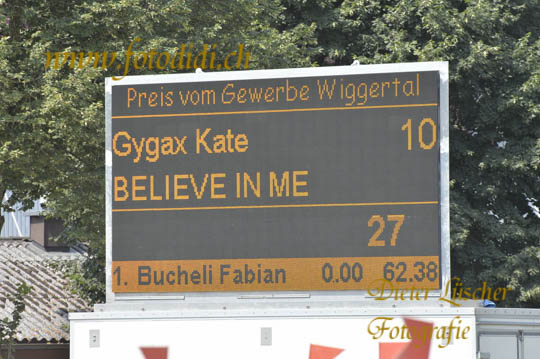 www.fotodidi.ch
Preis vom Gewerbe Wiggertal
Gygax Kate 10
BELIEVE IN ME
27
1. Bucheli Fabian 0.00 62.38
Dieter Lüscher
Fotografie